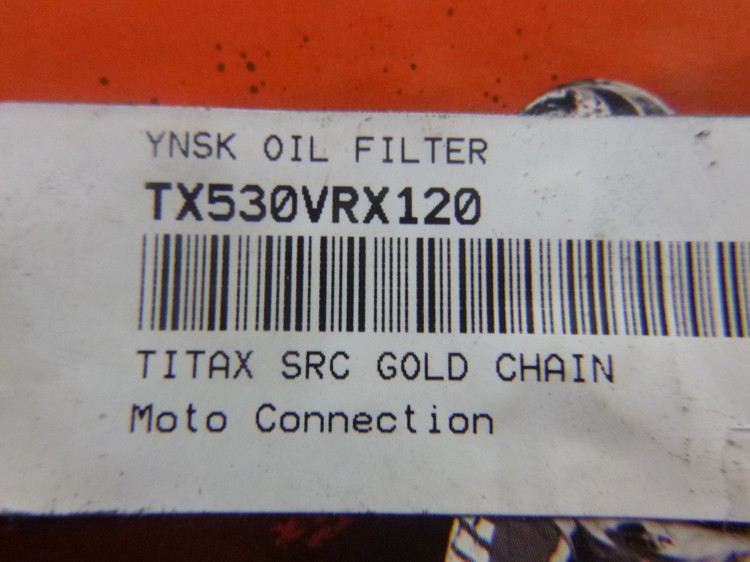 YNSK OIL FILTER
TX530VRX120
TITAX SRC GOLD CHAIN
Moto Connection